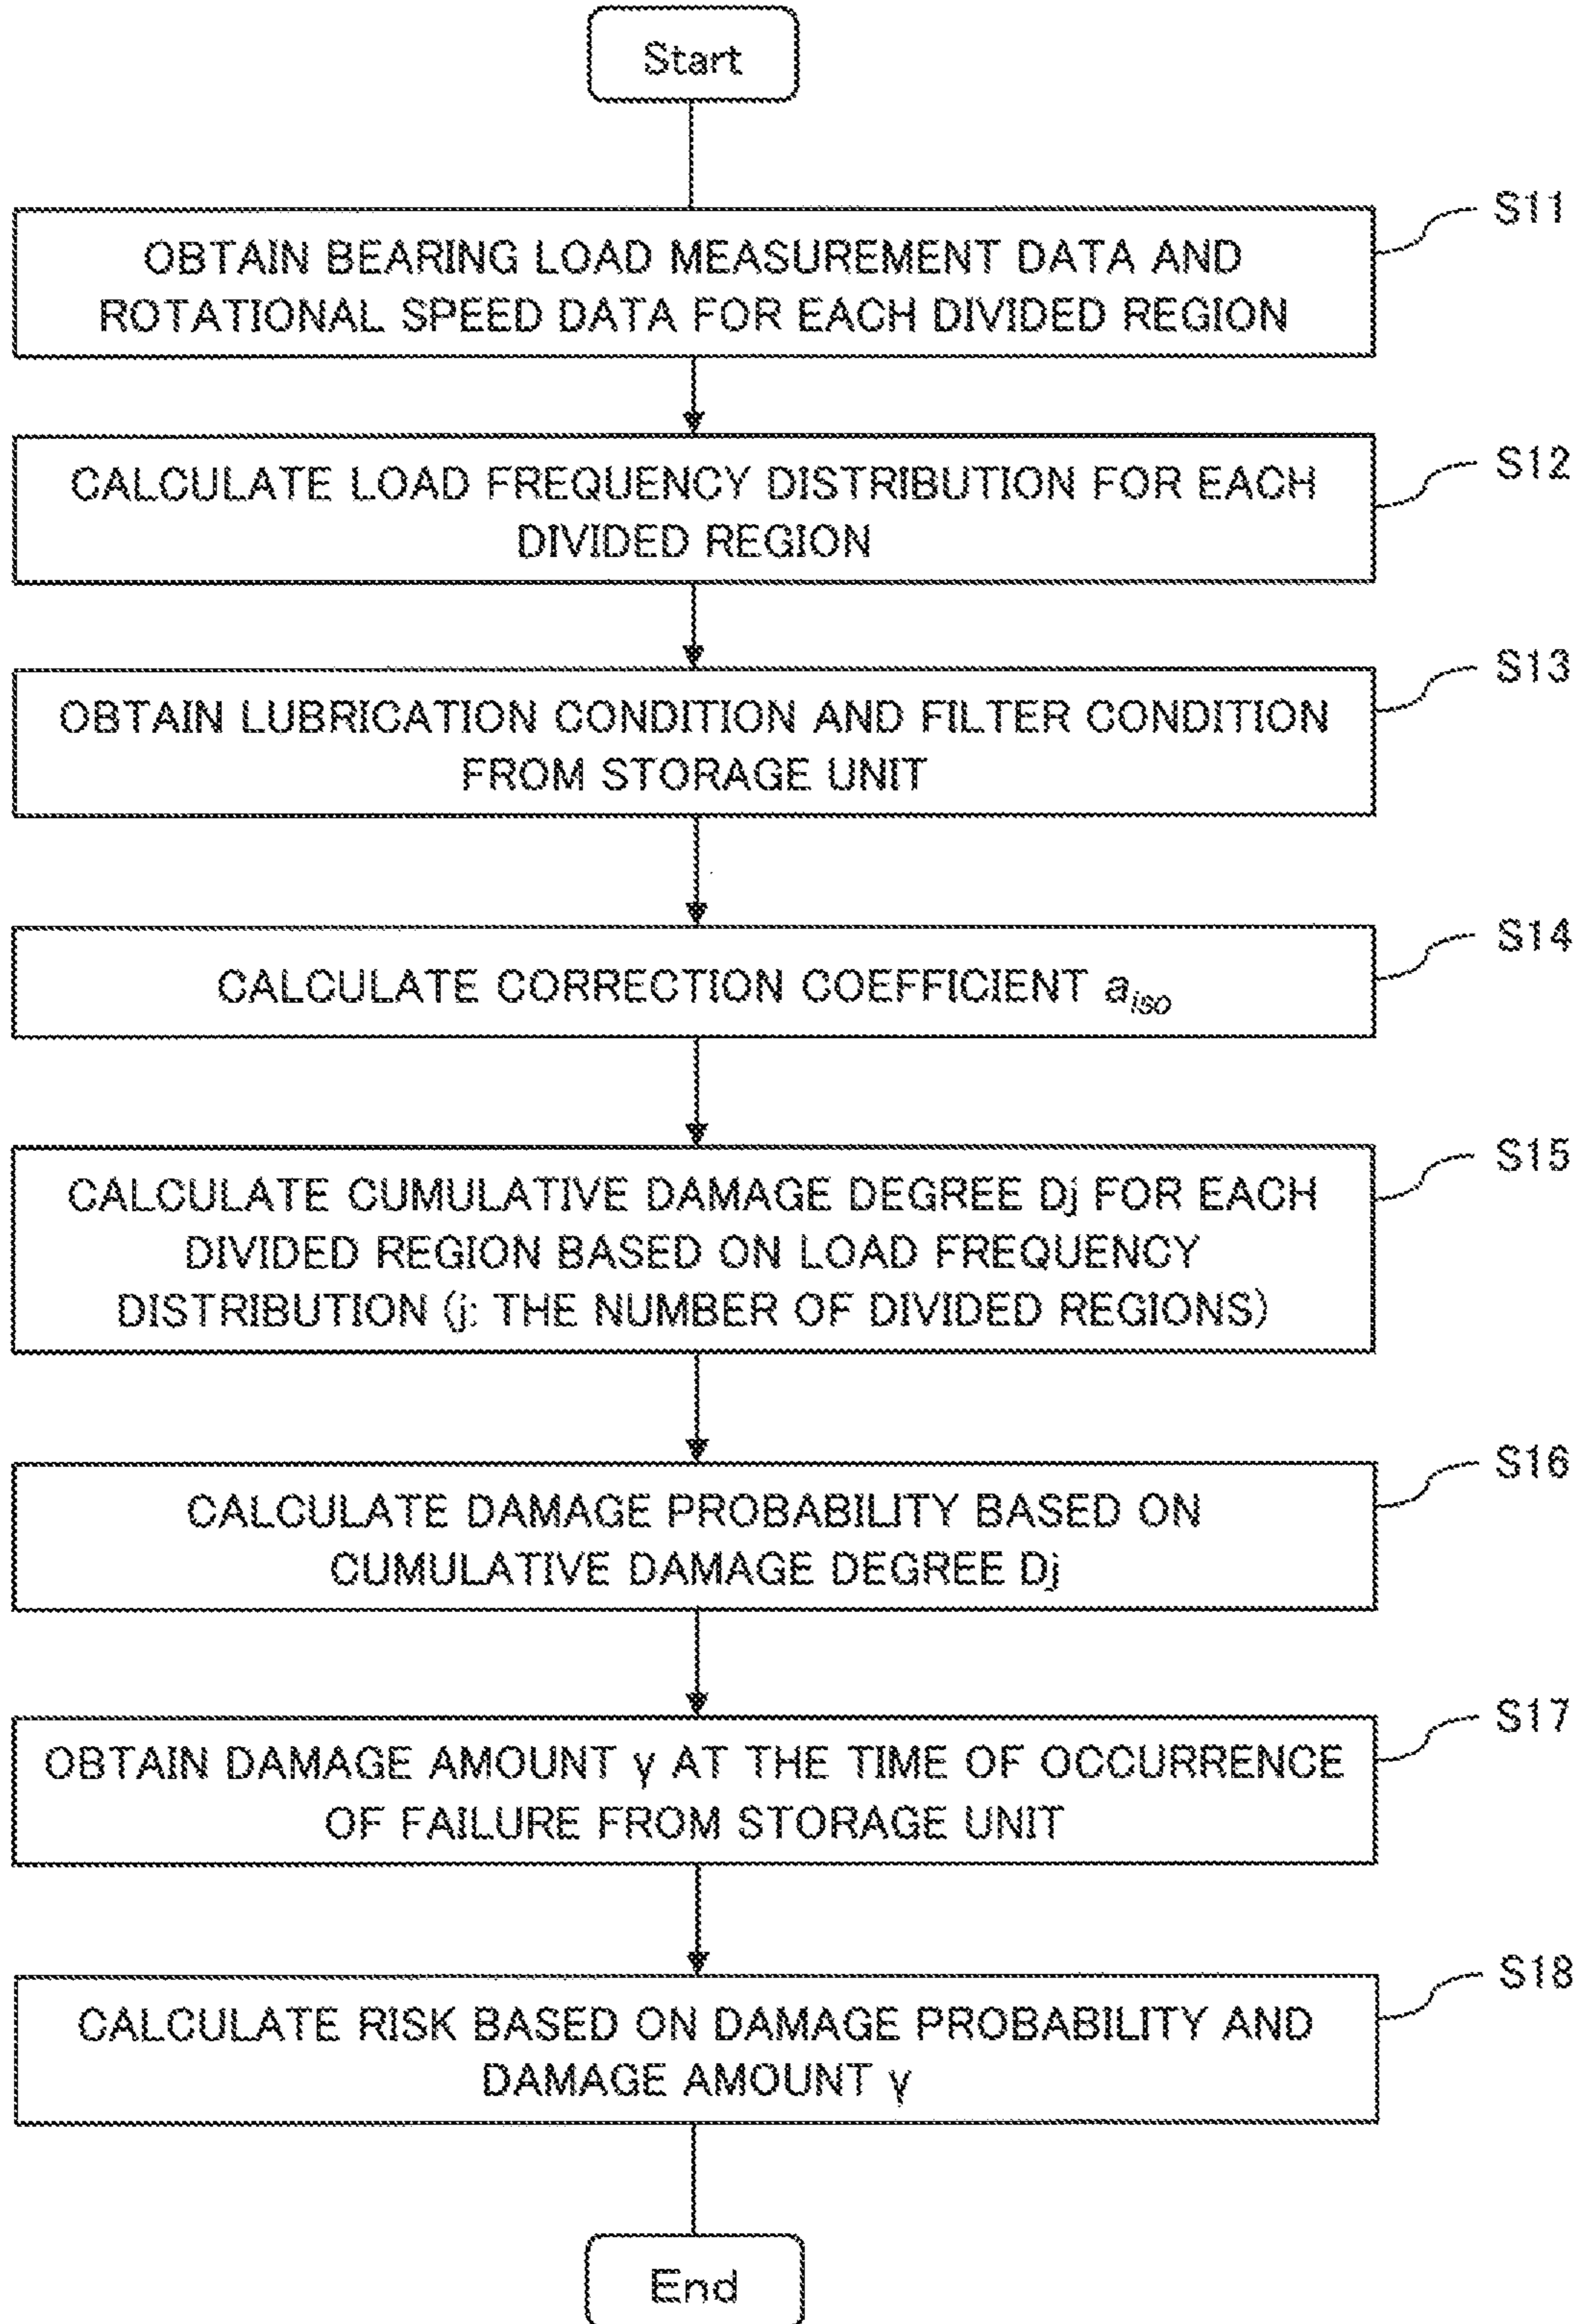 Start
S11
OBTAIN BEARING LOAD MEASUREMENT DATA AND
ROTATIONAL SPEED DATA FOR EACH DIVIDED REGION
S12
CALCULATE LOAD FREQUENCY DISTRIBUTION FOR EACH
DIVIDED REGION
S13
OBTAIN LUBRICATION CONDITION AND FILTER CONDITION
FROM STORAGE UNIT
S14
CALCULATE CORRECTION COEFFICIENT a_iso
S15
CALCULATE CUMULATIVE DAMAGE DEGREE Dj FOR EACH
DIVIDED REGION BASED ON LOAD FREQUENCY
DISTRIBUTION (j: THE NUMBER OF DIVIDED REGIONS)
S16
CALCULATE DAMAGE PROBABILITY BASED ON
CUMULATIVE DAMAGE DEGREE Dj
S17
OBTAIN DAMAGE AMOUNT γ AT THE TIME OF OCCURRENCE
OF FAILURE FROM STORAGE UNIT
S18
CALCULATE RISK BASED ON DAMAGE PROBABILITY AND
DAMAGE AMOUNT γ
End